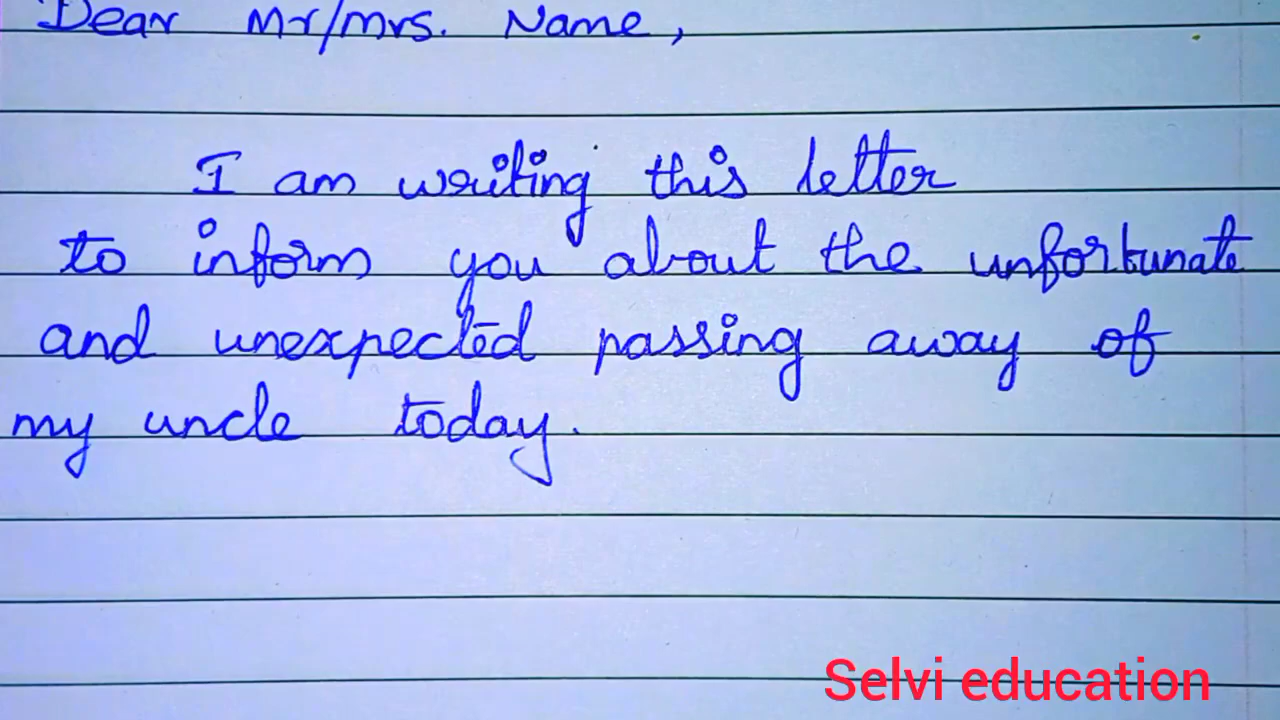 Dear Mr/Mrs. Name,
I am writing this letter
to inform you about the unfortunate
and unexpected passing away of
my uncle today.
Selvi education